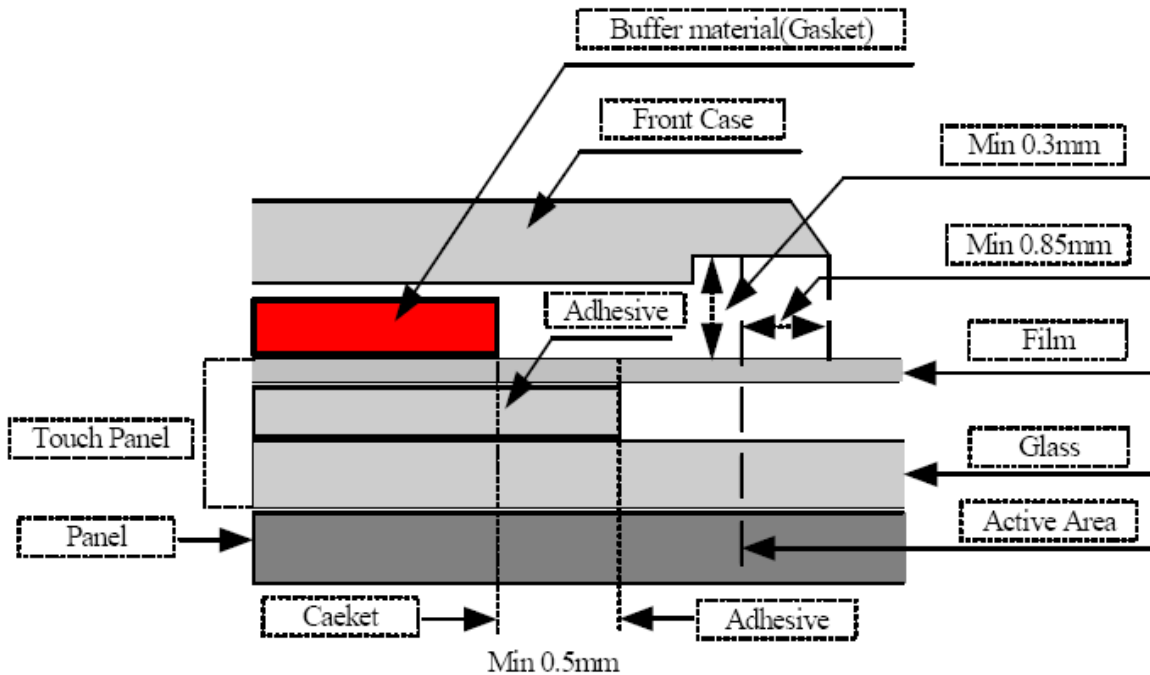 Buffer material(Gasket)
Front Case
Min 0.3mm
Min 0.85mm
Adhesive
Film
Touch Panel
Glass
Panel
Active Area
Caeket
Adhesive
Min 0.5mm